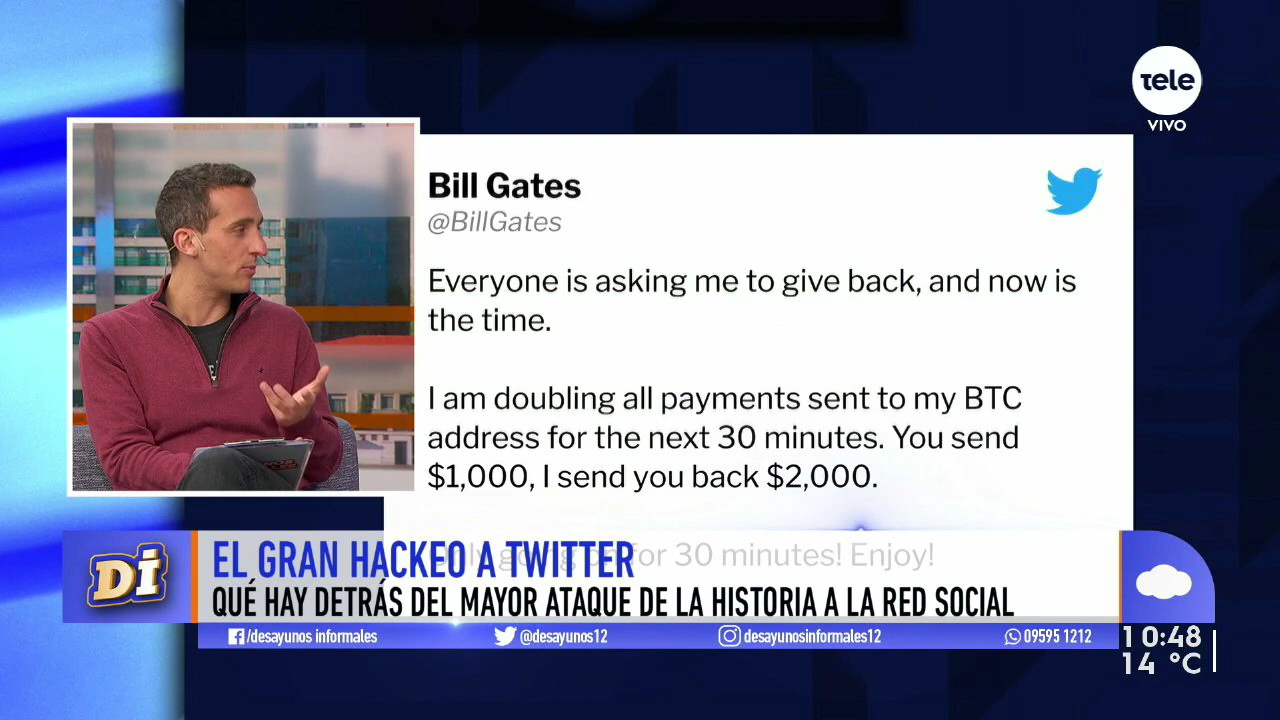 tele
VIVO
Bill Gates
@BillGates
Everyone is asking me to give back, and now is
the time.
I am doubling all payments sent to my BTC
address for the next 30 minutes. You send
$1,000, I send you back $2,000.
Only going on for 30 minutes! Enjoy!
Di
EL GRAN HACKEO A TWITTER
QUÉ HAY DETRÁS DEL MAYOR ATAQUE DE LA HISTORIA A LA RED SOCIAL
/desayunos informales @desayunos12 desayunosinformales12 09595 1212
10:48
14 °C